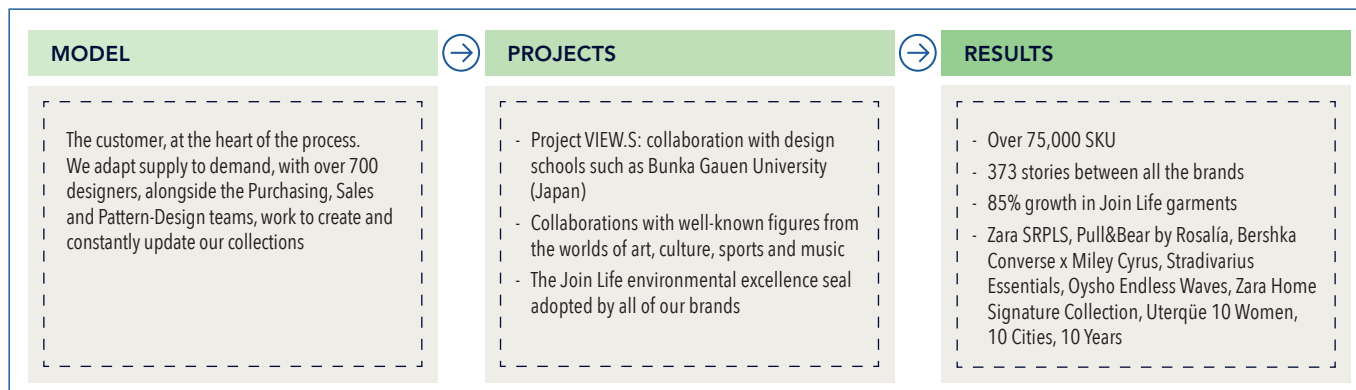 MODEL
The customer, at the heart of the process.
We adapt supply to demand, with over 700
designers, alongside the Purchasing, Sales
and Pattern-Design teams, work to create and
constantly update our collections
PROJECTS
- Project VIEW.S: collaboration with design
schools such as Bunka Gauen University
(Japan)
- Collaborations with well-known figures from
the worlds of art, culture, sports and music
- The Join Life environmental excellence seal
adopted by all of our brands
RESULTS
- Over 75,000 SKU
- 373 stories between all the brands
- 85% growth in Join Life garments
- Zara SRPLS, Pull&Bear by Rosalía, Bershka
Converse x Miley Cyrus, Stradivarius
Essentials, Oysho Endless Waves, Zara Home
Signature Collection, Uterqüe 10 Women,
10 Cities, 10 Years